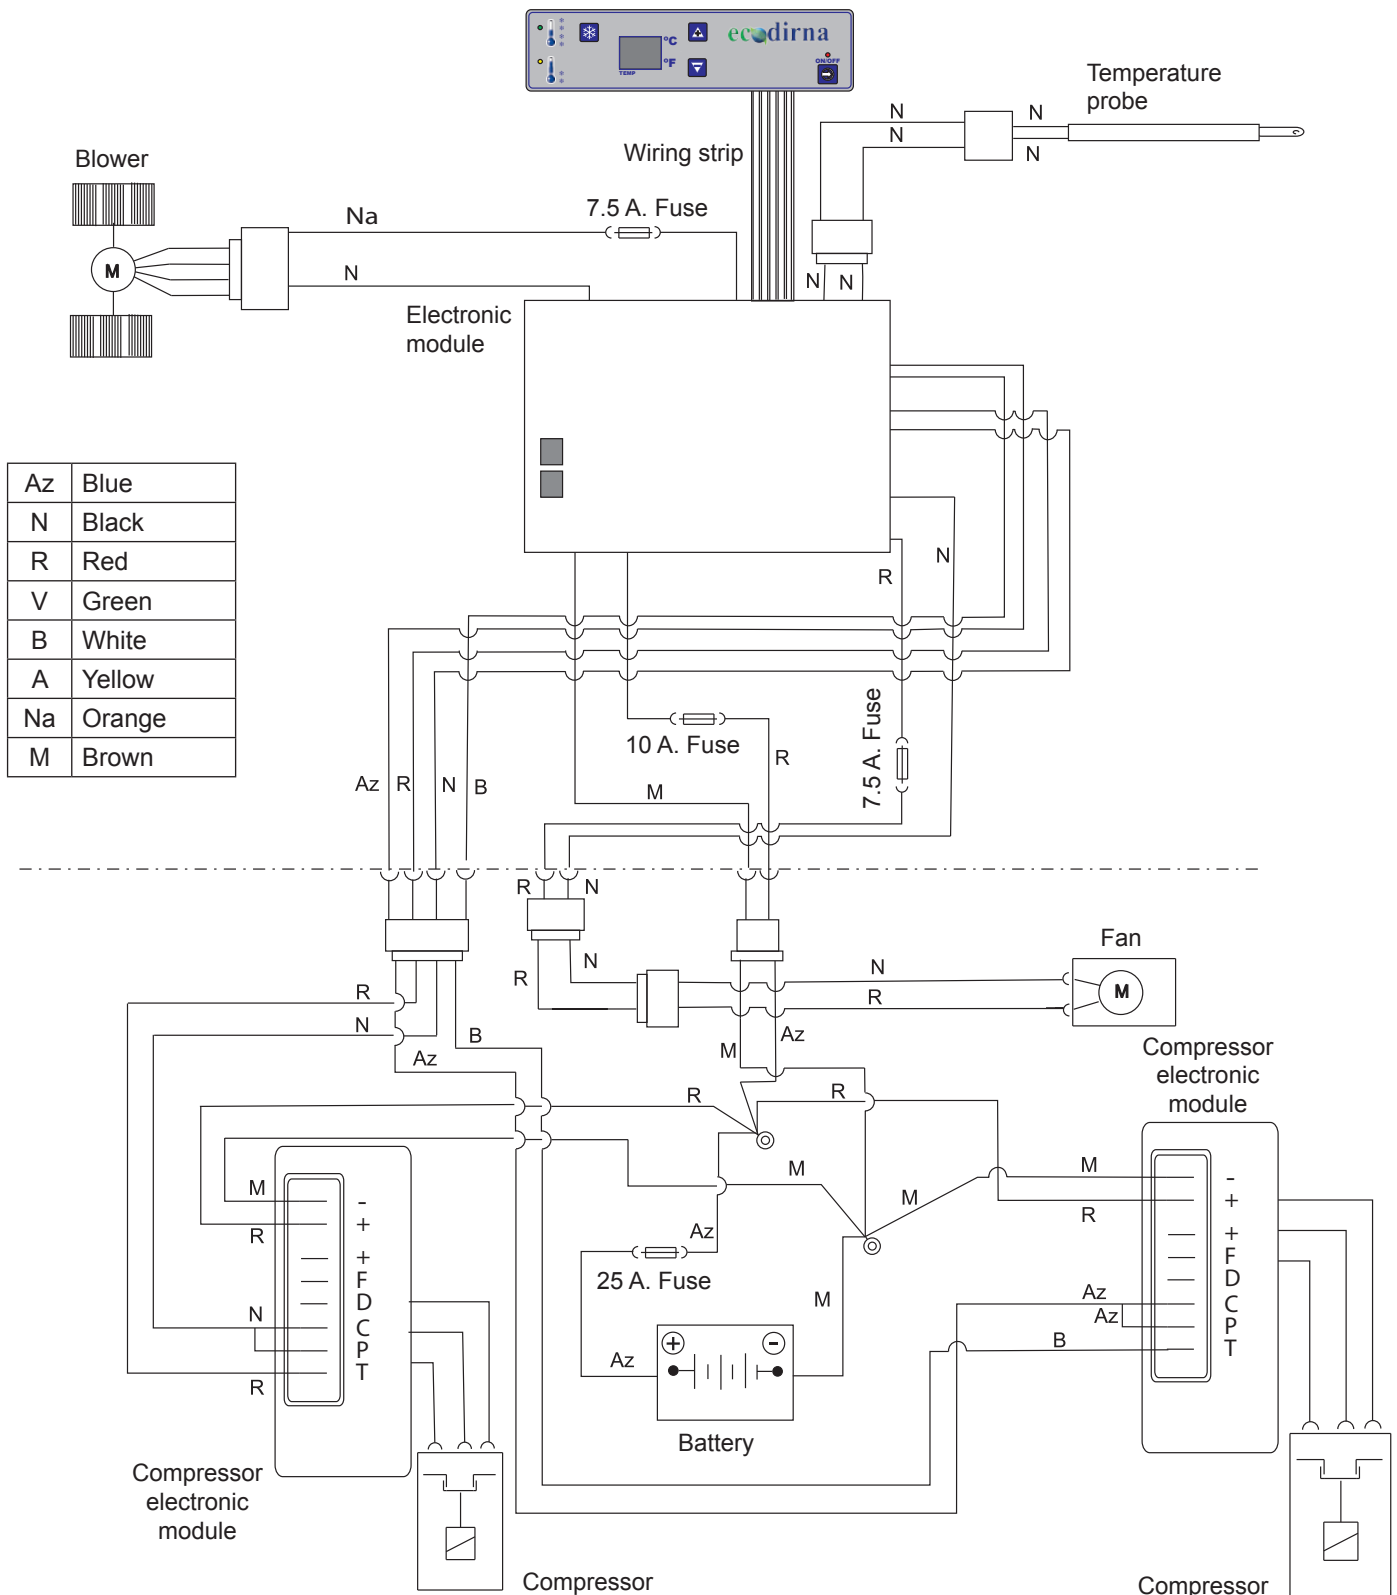 ecodirna
°C
°F
TEMP
ON/OFF
Temperature
probe
N
N
N
N
Wiring strip
Blower
M
Na
7.5 A. Fuse
N
N
N
Electronic
module
Az Blue
N Black
R Red
V Green
B White
A Yellow
Na Orange
M Brown
R
N
10 A. Fuse
R
7.5 A. Fuse
Az
R
N
B
M
R
N
Fan
M
N
R
R
N
R
N
Az
B
M
Az
Compressor
electronic
module
R
R
M
M
M
R
-
+
+
F
D
C
P
T
M
R
N
R
Az
25 A. Fuse
M
-
+
+
F
D
C
P
T
Az
Az
B
Az
+
-
Battery
Compressor
electronic
module
Compressor
Compressor